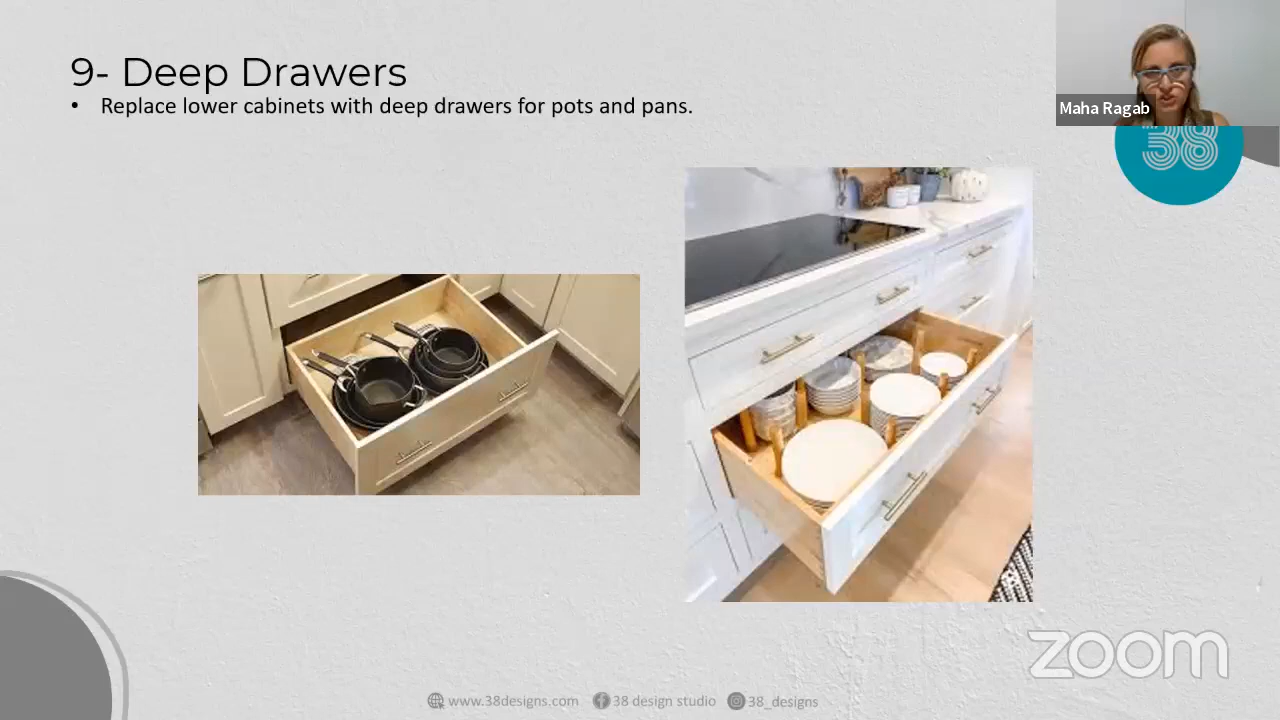 9- Deep Drawers
• Replace lower cabinets with deep drawers for pots and pans.
Maha Ragab
38
zoom
www.38designs.com 38 design studio 38_designs